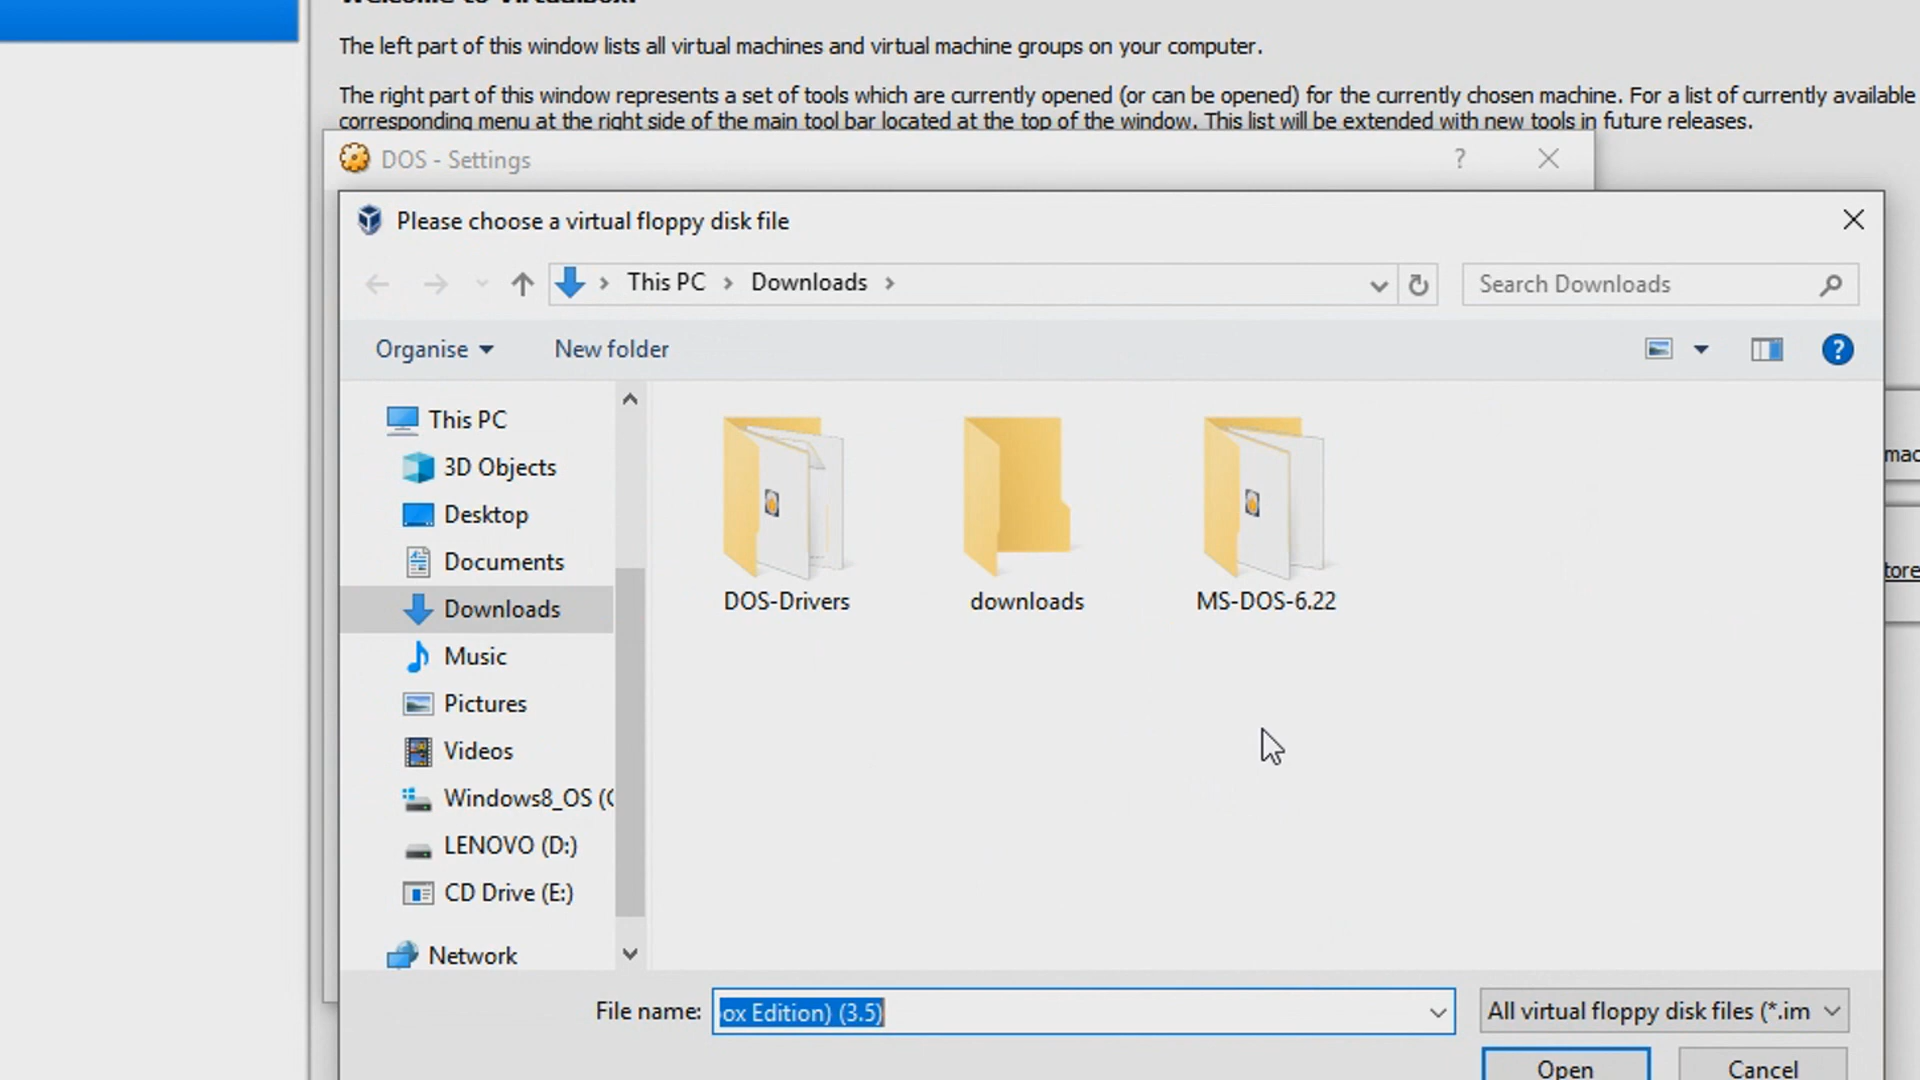 Welcome to VirtualBox!
The left part of this window lists all virtual machines and virtual machine groups on your computer.
The right part of this window represents a set of tools which are currently opened (or can be opened) for the currently chosen machine. For a list of currently available
corresponding menu at the right side of the main tool bar located at the top of the window. This list will be extended with new tools in future releases.
DOS - Settings
?
Please choose a virtual floppy disk file
This PC > Downloads >
Search Downloads
Organise
New folder
?
This PC
3D Objects
Desktop
Documents
Downloads
Music
Pictures
Videos
Windows8_OS (C
LENOVO (D:)
CD Drive (E:)
Network
DOS-Drivers
downloads
MS-DOS-6.22
mac
tore
File name:
ox Edition) (3.5)
All virtual floppy disk files (*.im
Open
Cancel